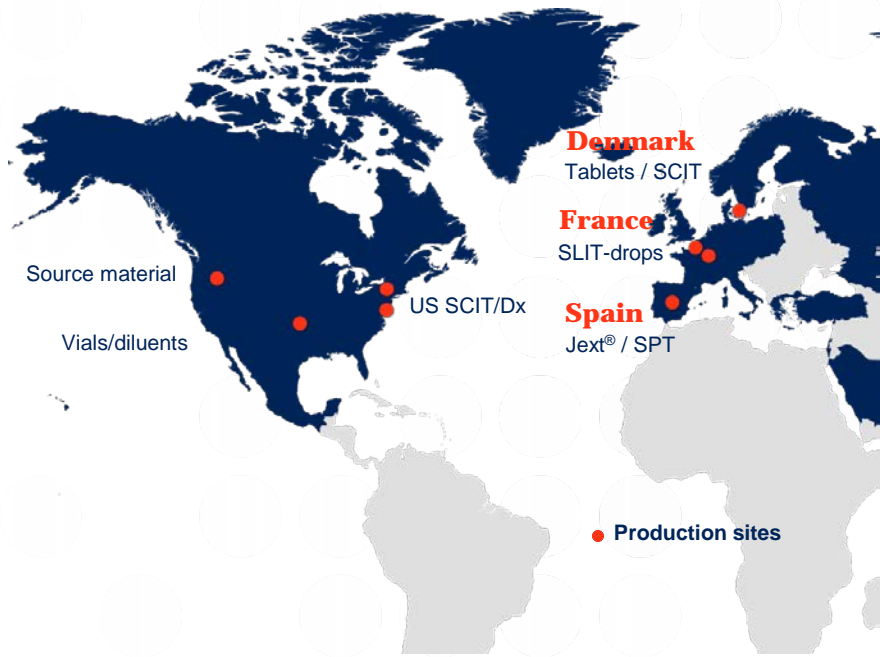 Denmark
Tablets / SCIT
France
SLIT-drops
Source material
US SCIT/Dx
Spain
Vials/diluents
Jext® / SPT
Production sites